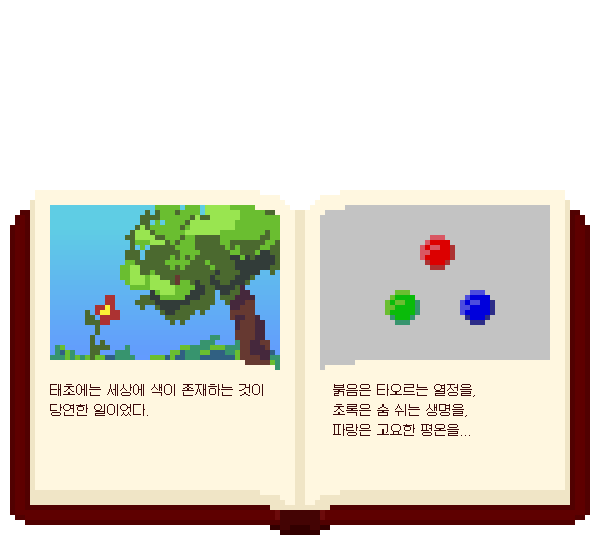 태초에는 세상에 색이 존재하는 것이
당연한 일이었다.
붉음은 타오르는 열정을,
초록은 숨 쉬는 생명을,
파랑은 고요한 평온을...